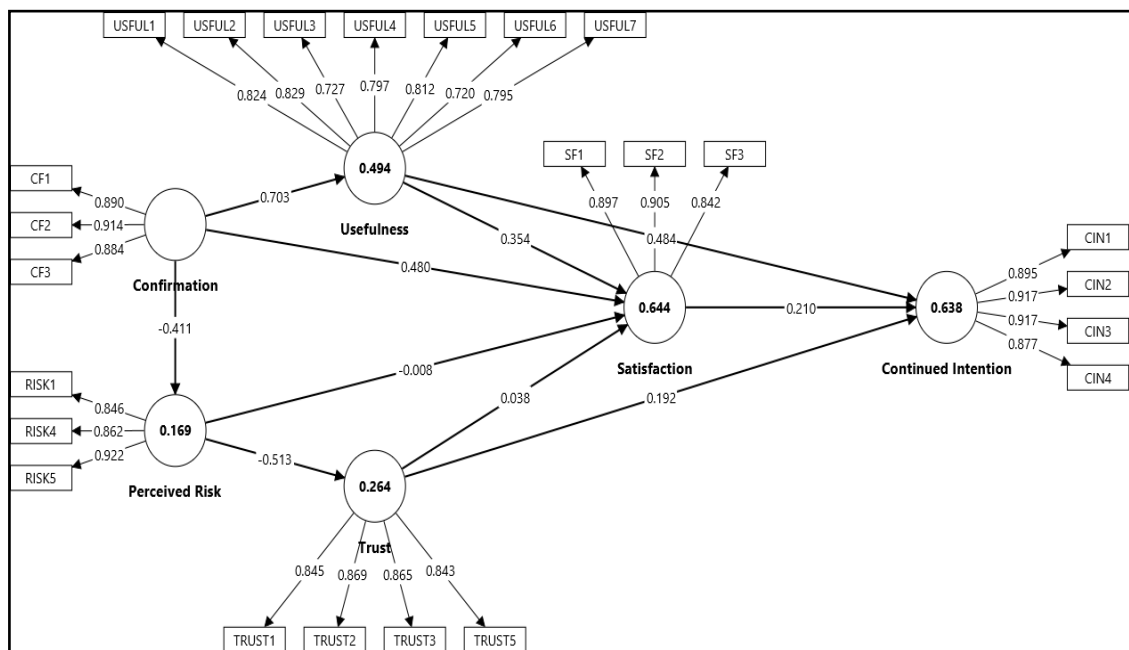 USFUL1 USFUL2 USFUL3 USFUL4 USFUL5 USFUL6 USFUL7
0.824 0.829 0.727 0.797 0.812 0.720 0.795
SF1 SF2 SF3
0.897 0.905 0.842
CF1
CF2
CF3
0.890
0.914
0.884
Confirmation
0.703
0.494
Usefulness
0.354
0.484
0.480
-0.411
0.644
Satisfaction
0.210
0.638
Continued Intention
CIN1
CIN2
CIN3
CIN4
0.895
0.917
0.917
0.877
RISK1
RISK4
RISK5
0.846
0.862
0.922
0.169
Perceived Risk
-0.008
0.038
0.192
-0.513
0.264
Trust
0.845 0.869 0.865 0.843
TRUST1 TRUST2 TRUST3 TRUST5